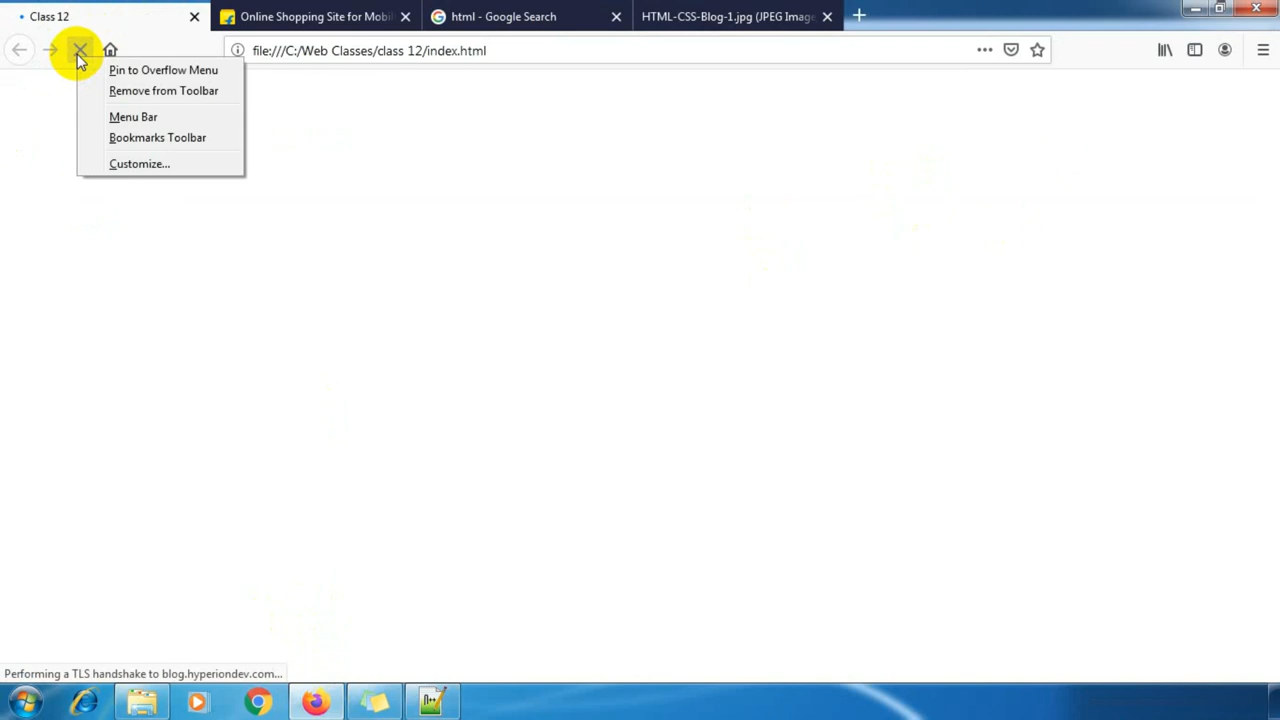 Class 12
Online Shopping Site for Mobil
html - Google Search
HTML-CSS-Blog-1.jpg (JPEG Imag
file:///C:/Web Classes/class 12/index.html
Pin to Overflow Menu
Remove from Toolbar
Menu Bar
Bookmarks Toolbar
Customize...
Performing a TLS handshake to blog.hyperiondev.com...